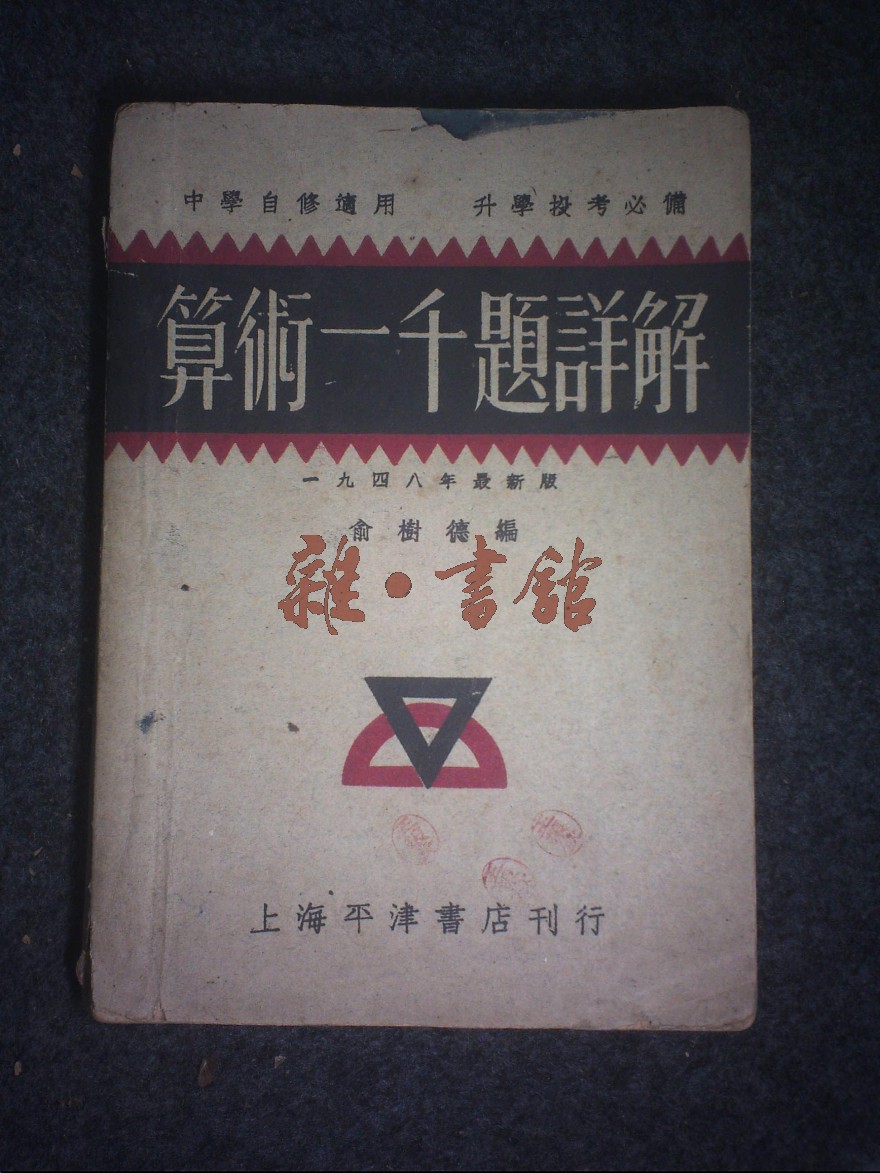 中學自修適用 升學投考必備
算術一千題詳解
一九四八年最新版
俞樹德編
雜·書館
上海平津書店刊行